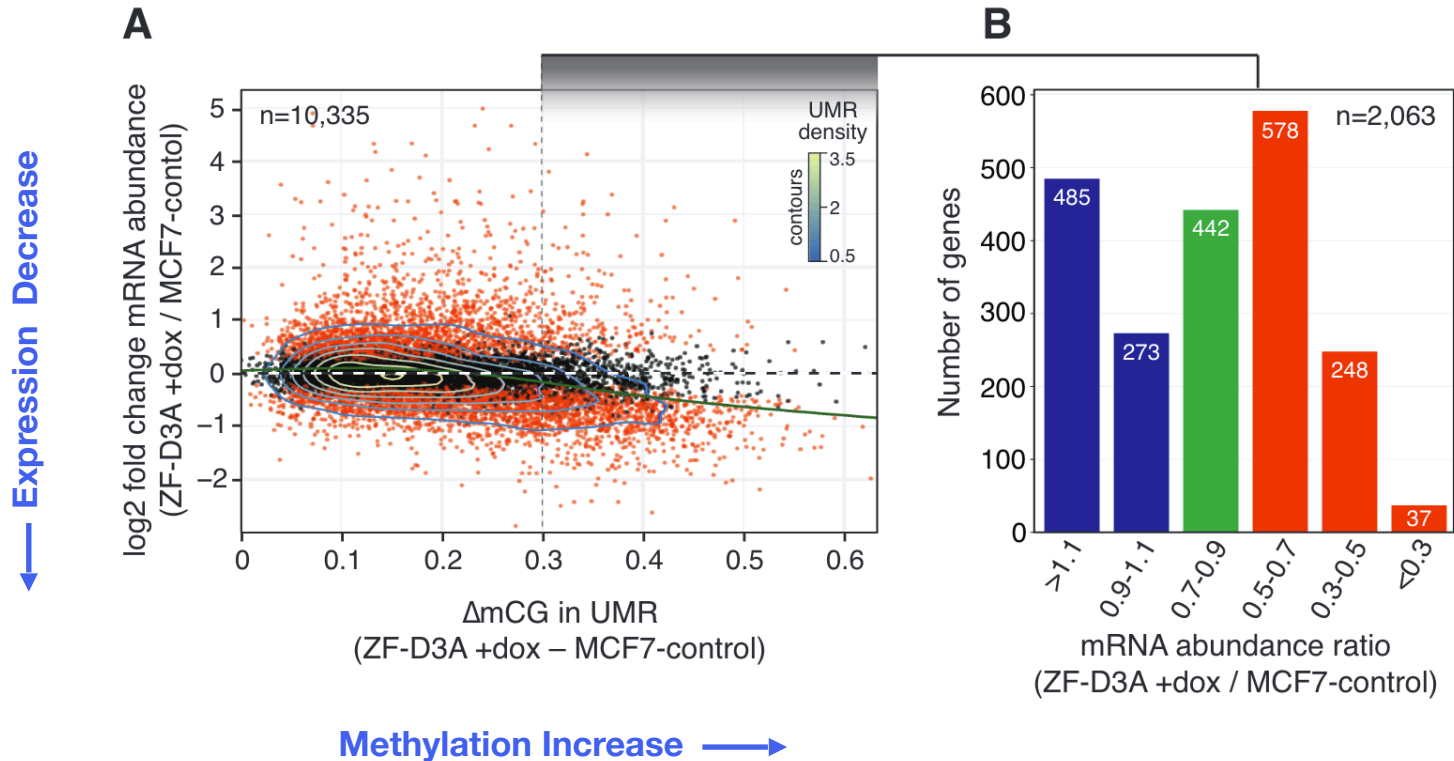 A
B
Expression Decrease
log2 fold change mRNA abundance
(ZF-D3A +dox / MCF7-contol)
n=10,335
UMR
density
contours
3.5
2
0.5
5
4
3
2
1
0
−1
−2
0
0.1
0.2
0.3
0.4
0.5
0.6
ΔmCG in UMR
(ZF-D3A +dox – MCF7-control)
Methylation Increase
Number of genes
600
500
400
300
200
100
0
n=2,063
485
273
442
578
248
37
>1.1
0.9-1.1
0.7-0.9
0.5-0.7
0.3-0.5
<0.3
mRNA abundance ratio
(ZF-D3A +dox / MCF7-control)